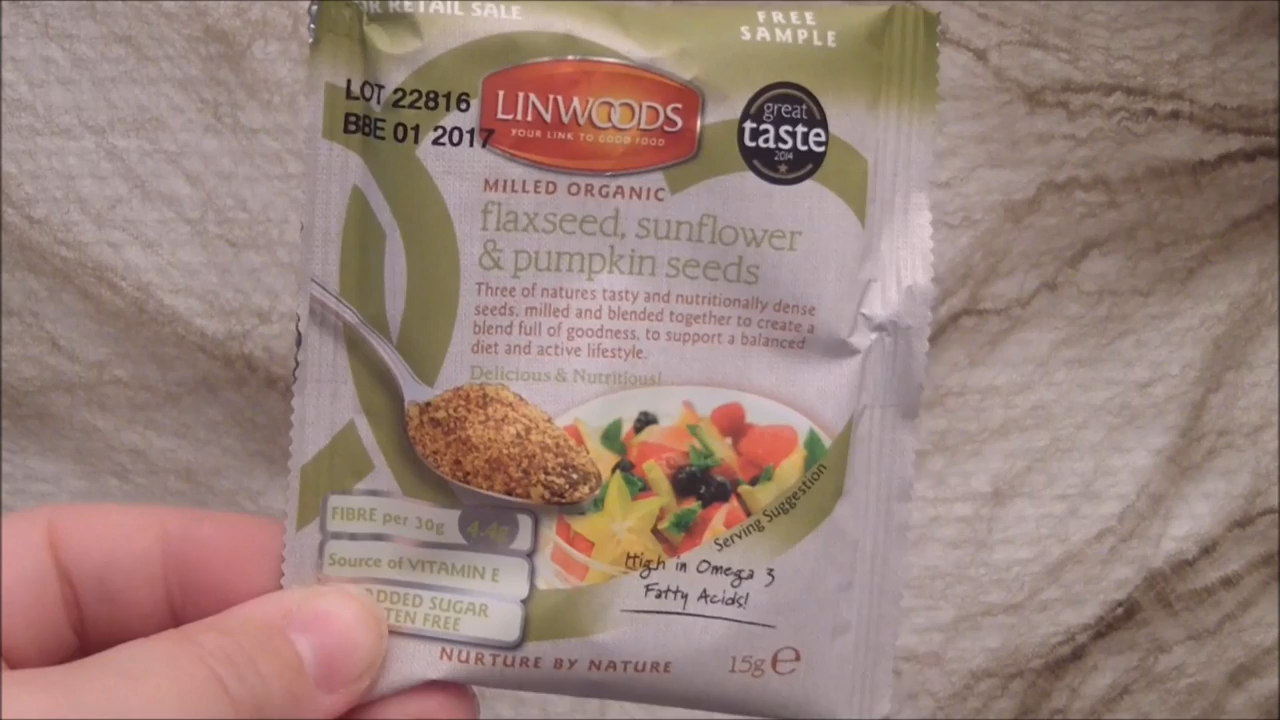 RETAIL SALE
FREE
SAMPLE
LOT 22816
BBE 01 2017
LINWOODS
YOUR LINK TO GOOD FOOD
great
taste
2014
MILLED ORGANIC
flaxseed, sunflower
& pumpkin seeds
Three of natures tasty and nutritionally dense
seeds, milled and blended together to create a
blend full of goodness, to support a balanced
diet and active lifestyle.
Delicious & Nutritious!
Serving Suggestion
FIBRE per 30g 4.4g
Source of VITAMIN E
ADDED SUGAR
FREE
High in Omega 3
Fatty Acids!
NURTURE BY NATURE
15g e